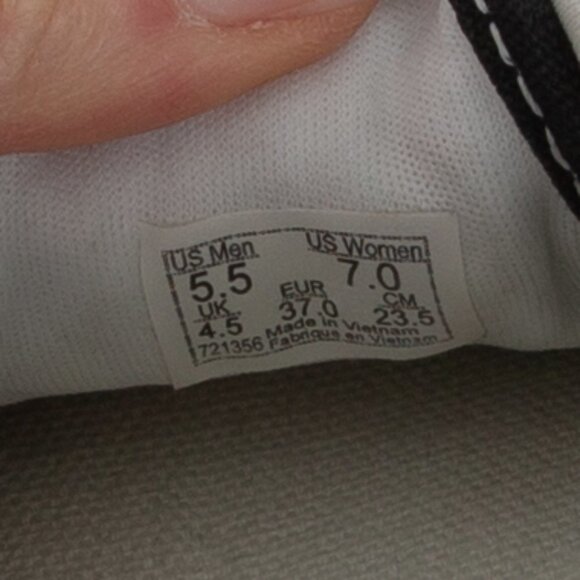 US Men US Women
5.5 7.0
UK EUR CM
4.5 37.0 23.5
Made in Vietnam
721356 Fabrique en Vietnam